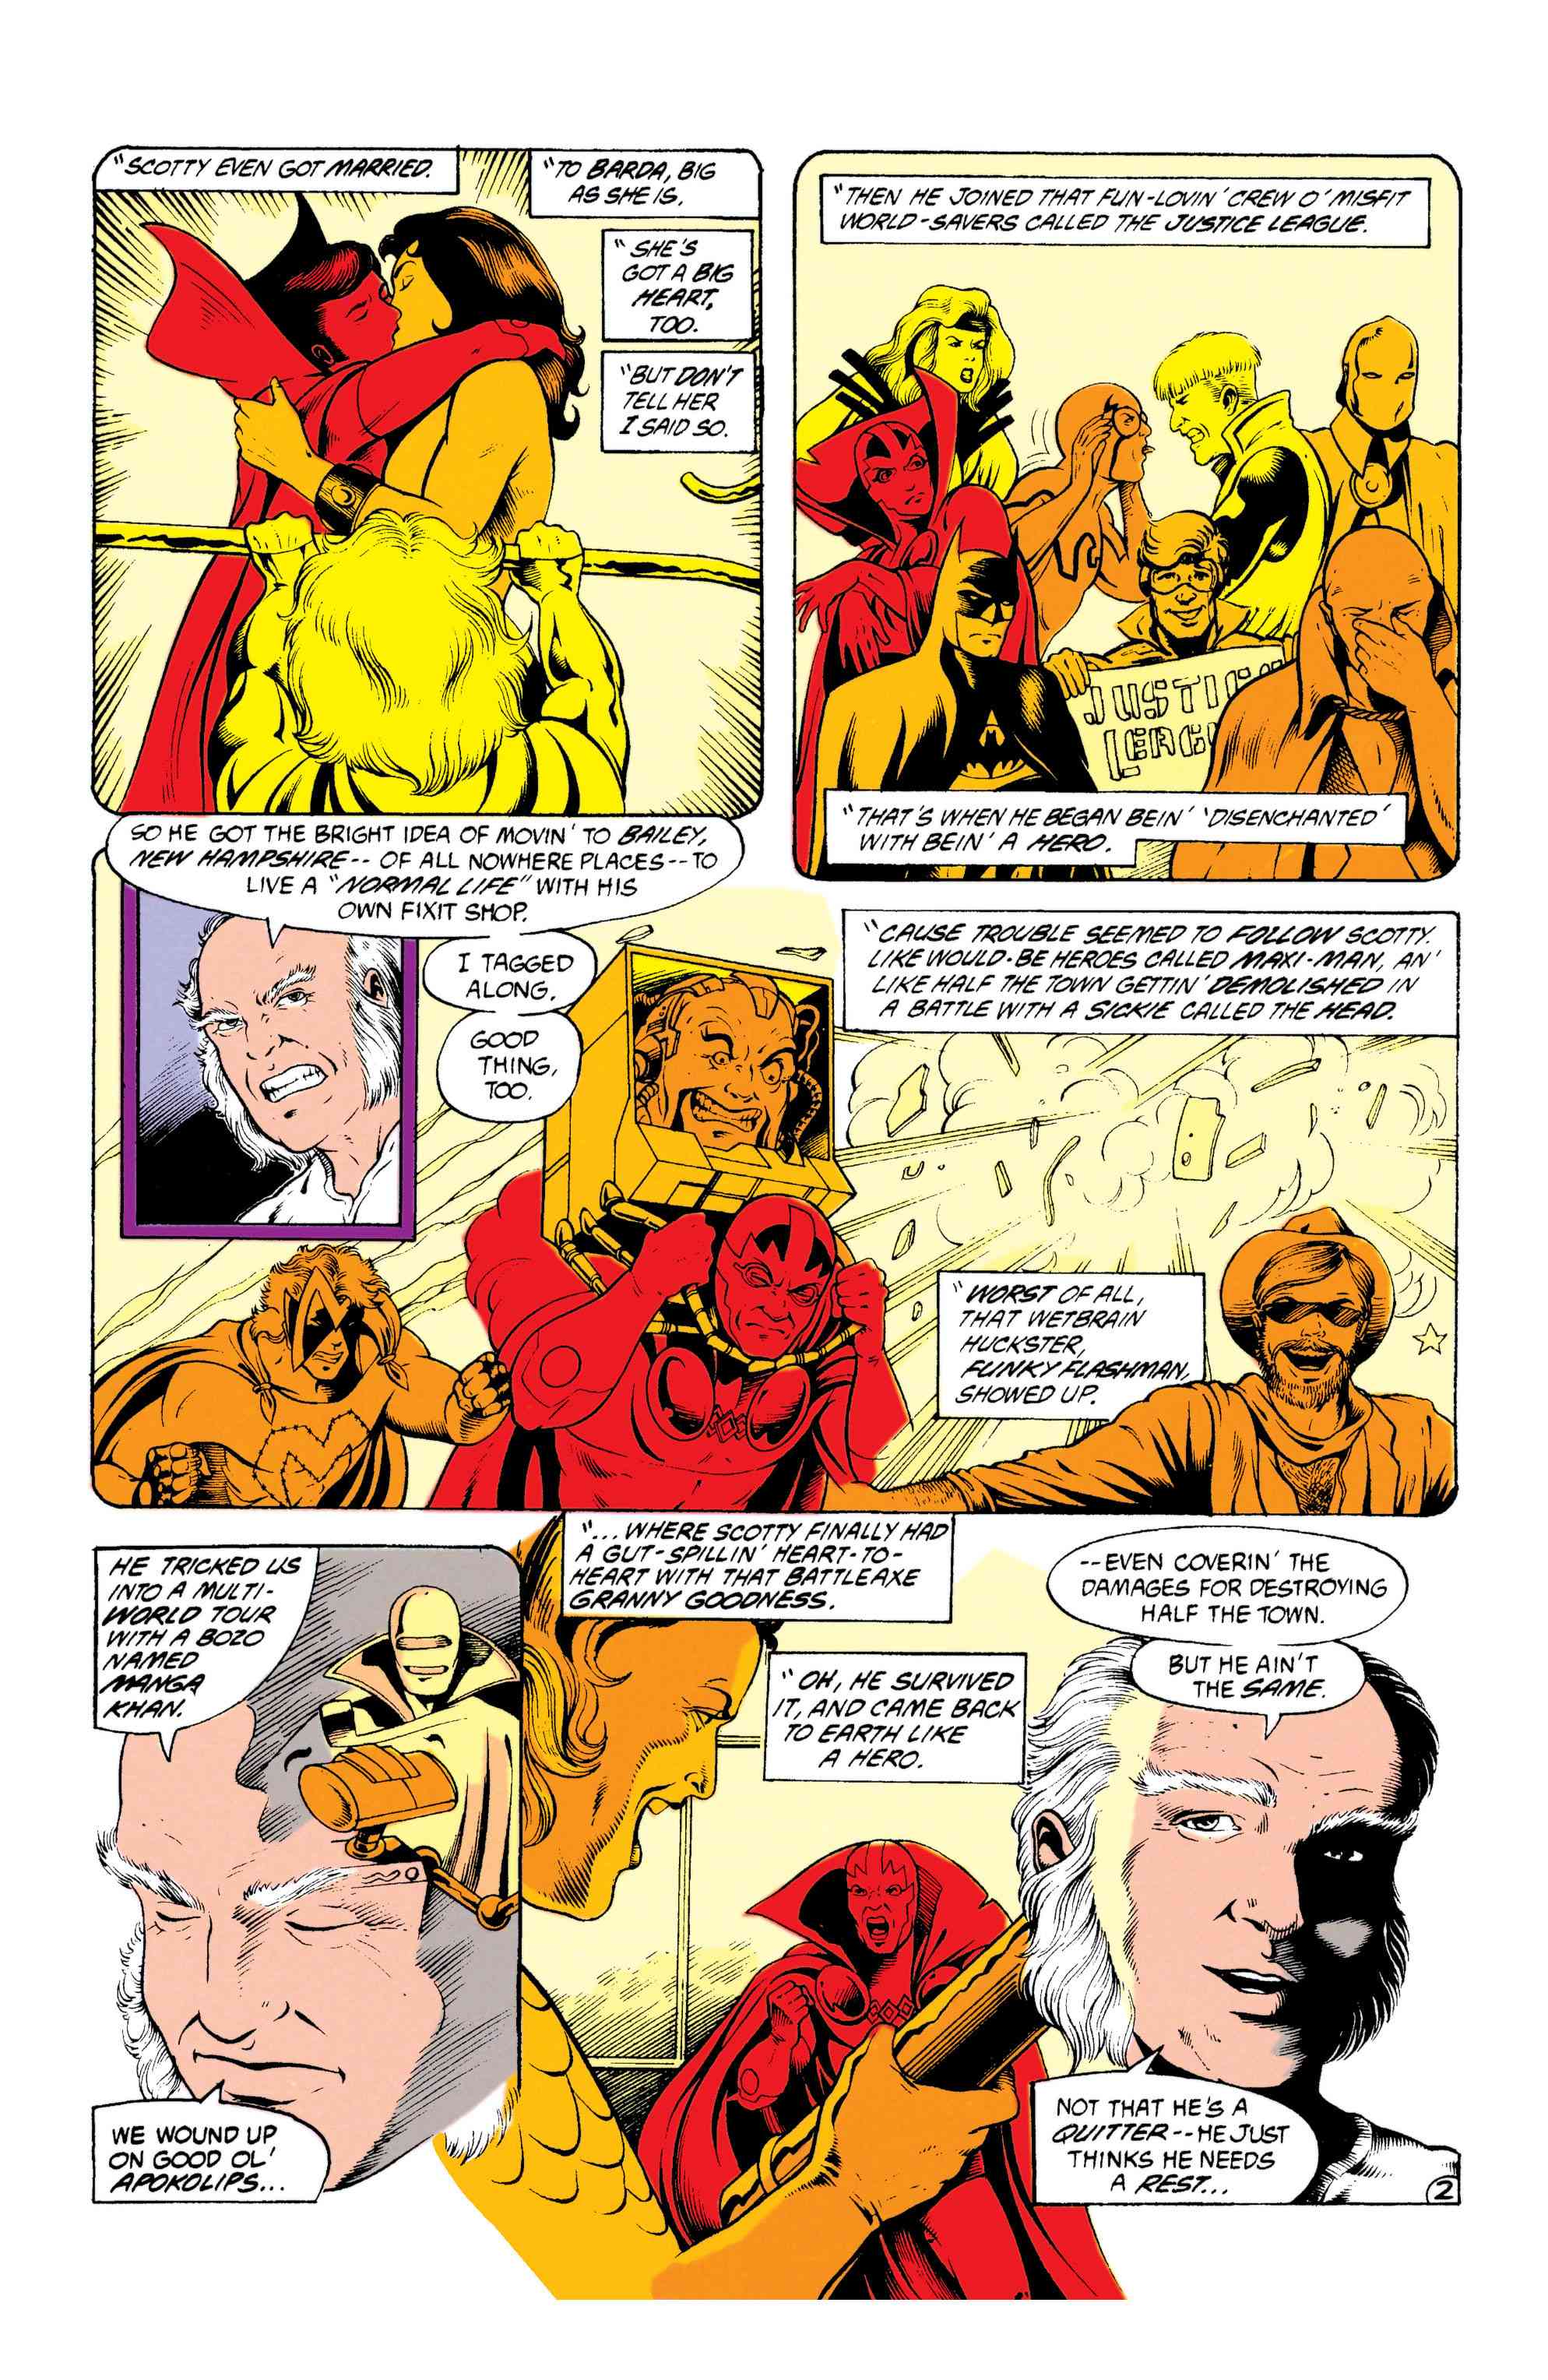 "SCOTTY EVEN GOT MARRIED.
"TO BARDA, BIG
AS SHE IS.
"SHE'S
GOT A BIG
HEART,
TOO.
"BUT DON'T
TELL HER
I SAID SO.
"THEN HE JOINED THAT FUN-LOVIN' CREW O' MISFIT
WORLD-SAVERS CALLED THE JUSTICE LEAGUE.
JUSTIC
LEAGU
"THAT'S WHEN HE BEGAN BEIN' 'DISENCHANTED'
WITH BEIN' A HERO.
SO HE GOT THE BRIGHT IDEA OF MOVIN' TO BAILEY,
NEW HAMPSHIRE-- OF ALL NOWHERE PLACES--TO
LIVE A "NORMAL LIFE" WITH HIS
OWN FIXIT SHOP.
I TAGGED
ALONG.
GOOD
THING,
TOO.
"CAUSE TROUBLE SEEMED TO FOLLOW SCOTTY.
LIKE WOULD-BE HEROES CALLED MAXI-MAN, AN'
LIKE HALF THE TOWN GETTIN' DEMOLISHED IN
A BATTLE WITH A SICKIE CALLED THE HEAD.
"WORST OF ALL,
THAT WETBRAIN
HUCKSTER,
FUNKY FLASHMAN,
SHOWED UP.
HE TRICKED US
INTO A MULTI-
WORLD TOUR
WITH A BOZO
NAMED
MANGA
KHAN.
WE WOUND UP
ON GOOD OL'
APOKOLIPS...
"...WHERE SCOTTY FINALLY HAD
A GUT-SPILLIN' HEART-TO-
HEART WITH THAT BATTLEAXE
GRANNY GOODNESS.
"OH, HE SURVIVED
IT, AND CAME BACK
TO EARTH LIKE
A HERO.
--EVEN COVERIN' THE
DAMAGES FOR DESTROYING
HALF THE TOWN.
BUT HE AIN'T
THE SAME.
NOT THAT HE'S A
QUITTER--HE JUST
THINKS HE NEEDS
A REST...
2